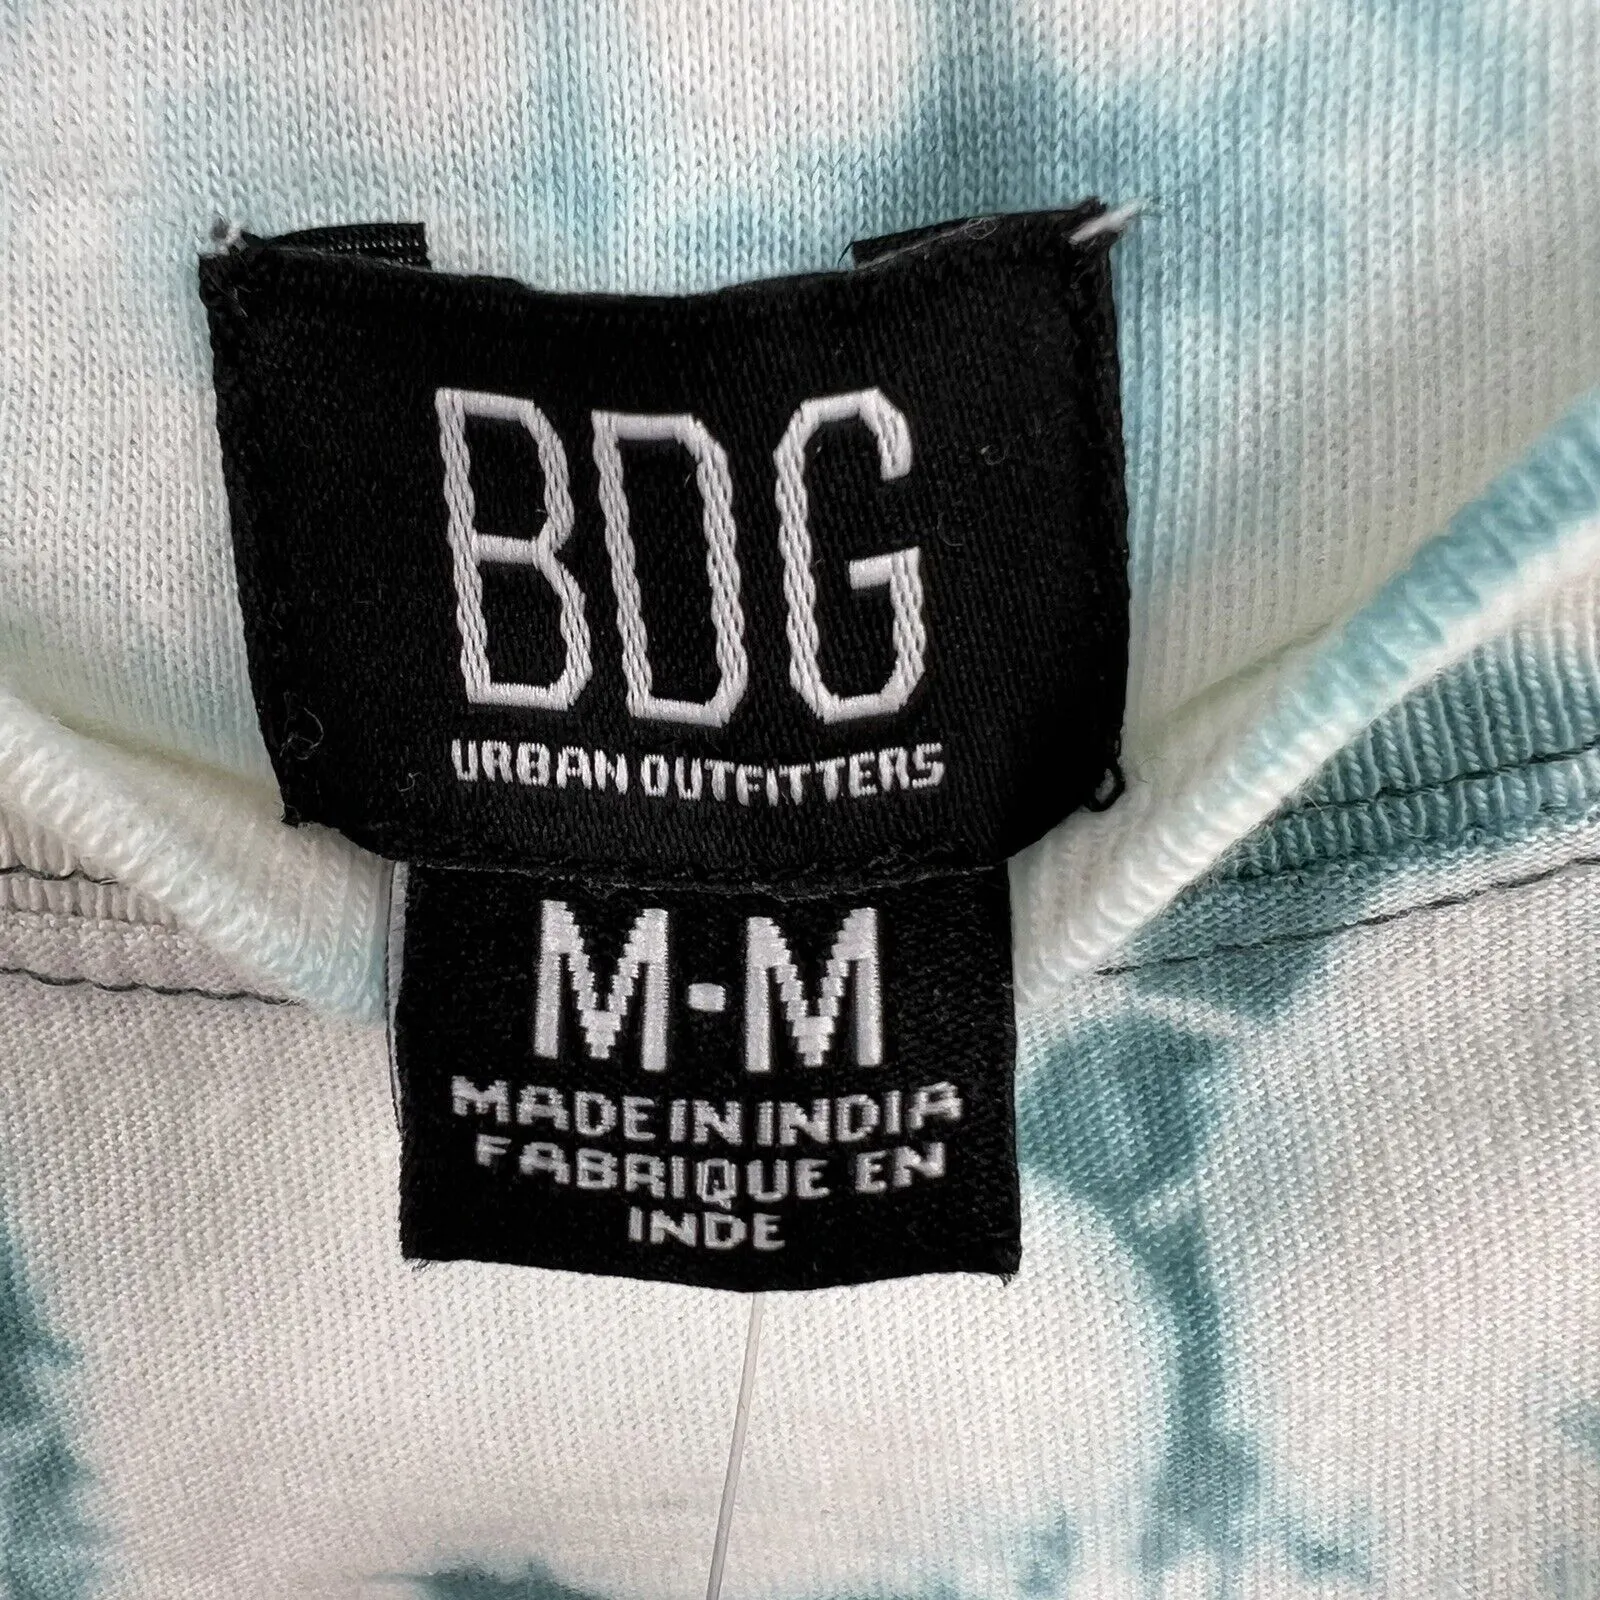 BDG
URBAN OUTFITTERS
M·M
MADE IN INDIA
FABRIQUE EN
INDE